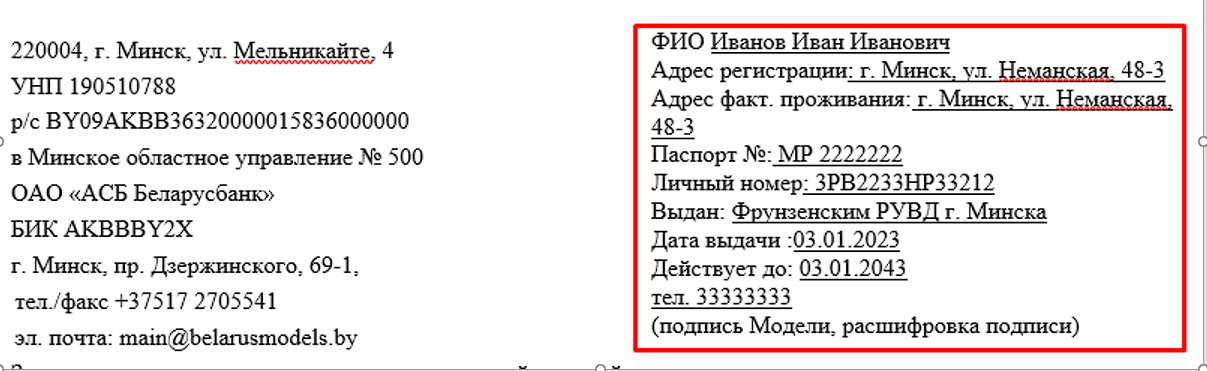 220004, г. Минск, ул. Мельникайте, 4
УНП 190510788
р/с BY09AKBB36320000015836000000
в Минское областное управление № 500
ОАО «АСБ Беларусбанк»
БИК AKBBBY2X
г. Минск, пр. Дзержинского, 69-1,
тел./факс +37517 2705541
эл. почта: main@belarusmodels.by
ФИО Иванов Иван Иванович
Адрес регистрации: г. Минск, ул. Неманская, 48-3
Адрес факт. проживания: г. Минск, ул. Неманская,
48-3
Паспорт №: МР 2222222
Личный номер: 3РВ2233НР33212
Выдан: Фрунзенским РУВД г. Минска
Дата выдачи :03.01.2023
Действует до: 03.01.2043
тел. 33333333
(подпись Модели, расшифровка подписи)